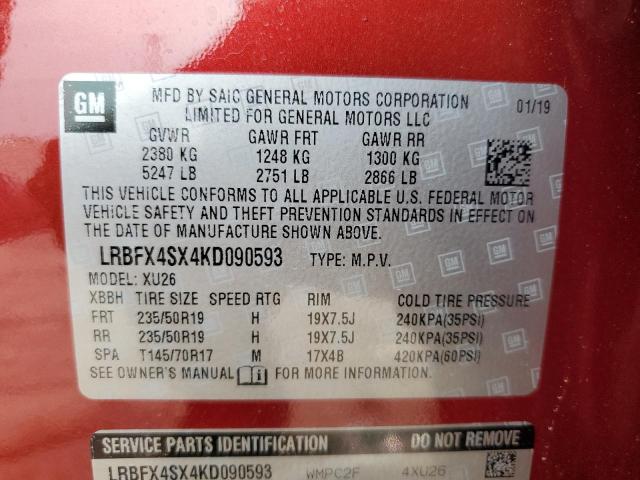 GM
MFD BY SAIC GENERAL MOTORS CORPORATION 01/19
LIMITED FOR GENERAL MOTORS LLC
GVWR GAWR FRT GAWR RR
2380 KG 1248 KG 1300 KG
5247 LB 2751 LB 2866 LB
THIS VEHICLE CONFORMS TO ALL APPLICABLE U.S. FEDERAL MOTOR
VEHICLE SAFETY AND THEFT PREVENTION STANDARDS IN EFFECT ON
THE DATE OF MANUFACTURE SHOWN ABOVE.
LRBFX4SX4KD090593 TYPE: M.P.V.
MODEL: XU26
XBBH TIRE SIZE SPEED RTG RIM COLD TIRE PRESSURE
FRT 235/50R19 H 19X7.5J 240KPA(35PSI)
RR 235/50R19 H 19X7.5J 240KPA(35PSI)
SPA T145/70R17 M 17X4B 420KPA(60PSI)
SEE OWNER'S MANUAL FOR MORE INFORMATION.
SERVICE PARTS IDENTIFICATION DO NOT REMOVE
LRBFX4SX4KD090593 WMPC2F 4XU26